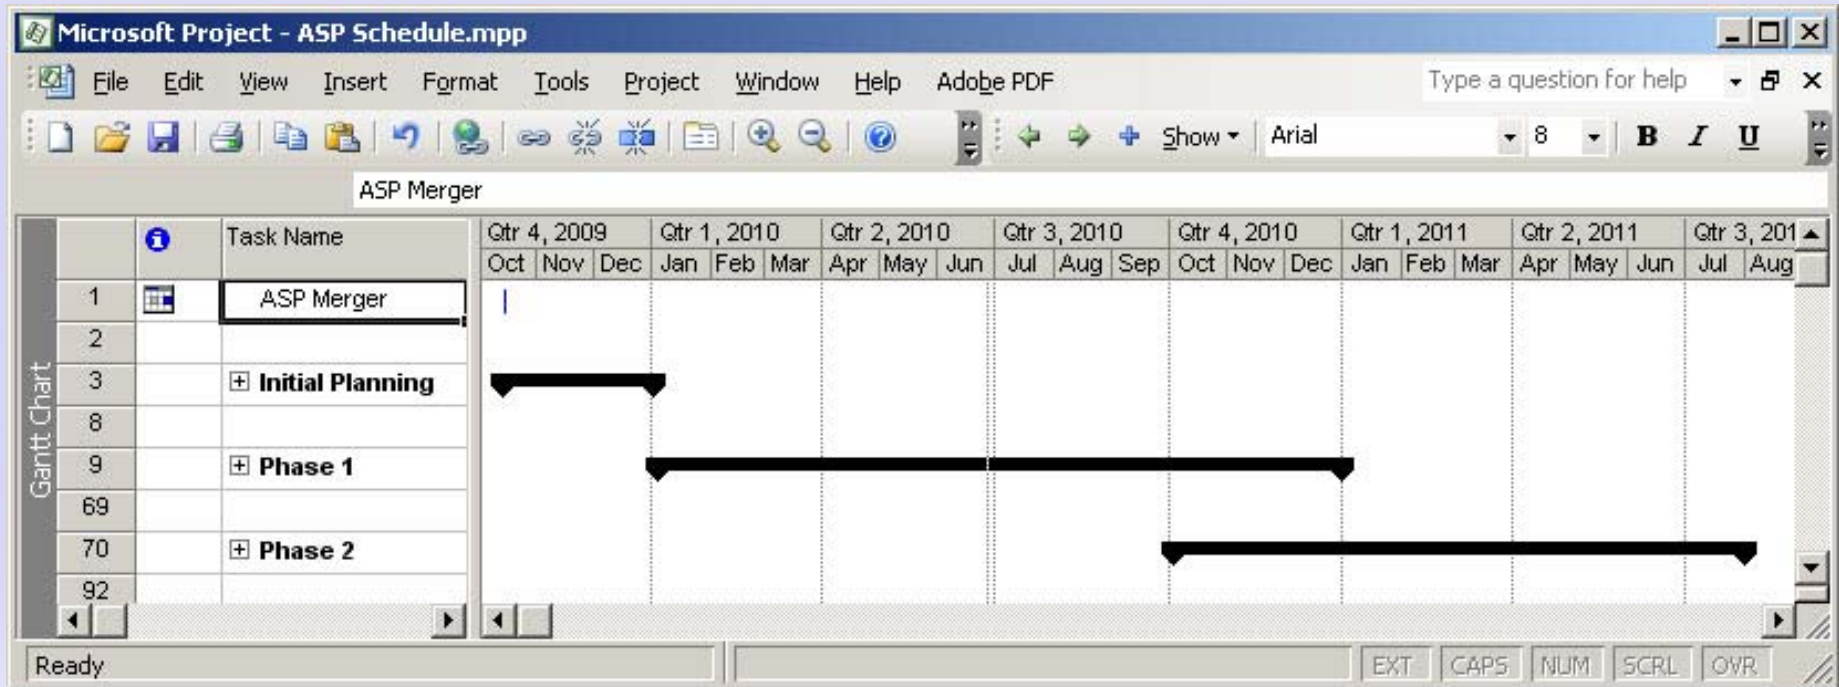 Microsoft Project - ASP Schedule.mpp
File Edit View Insert Format Tools Project Window Help Adobe PDF Type a question for help
Show Arial 8 B I U
ASP Merger
Task Name Qtr 4, 2009 Qtr 1, 2010 Qtr 2, 2010 Qtr 3, 2010 Qtr 4, 2010 Qtr 1, 2011 Qtr 2, 2011 Qtr 3, 201
Oct Nov Dec Jan Feb Mar Apr May Jun Jul Aug Sep Oct Nov Dec Jan Feb Mar Apr May Jun Jul Aug
1 ASP Merger
2
3 Initial Planning
8
9 Phase 1
69
70 Phase 2
92
Gantt Chart
Ready EXT CAPS NUM SCRL OVR